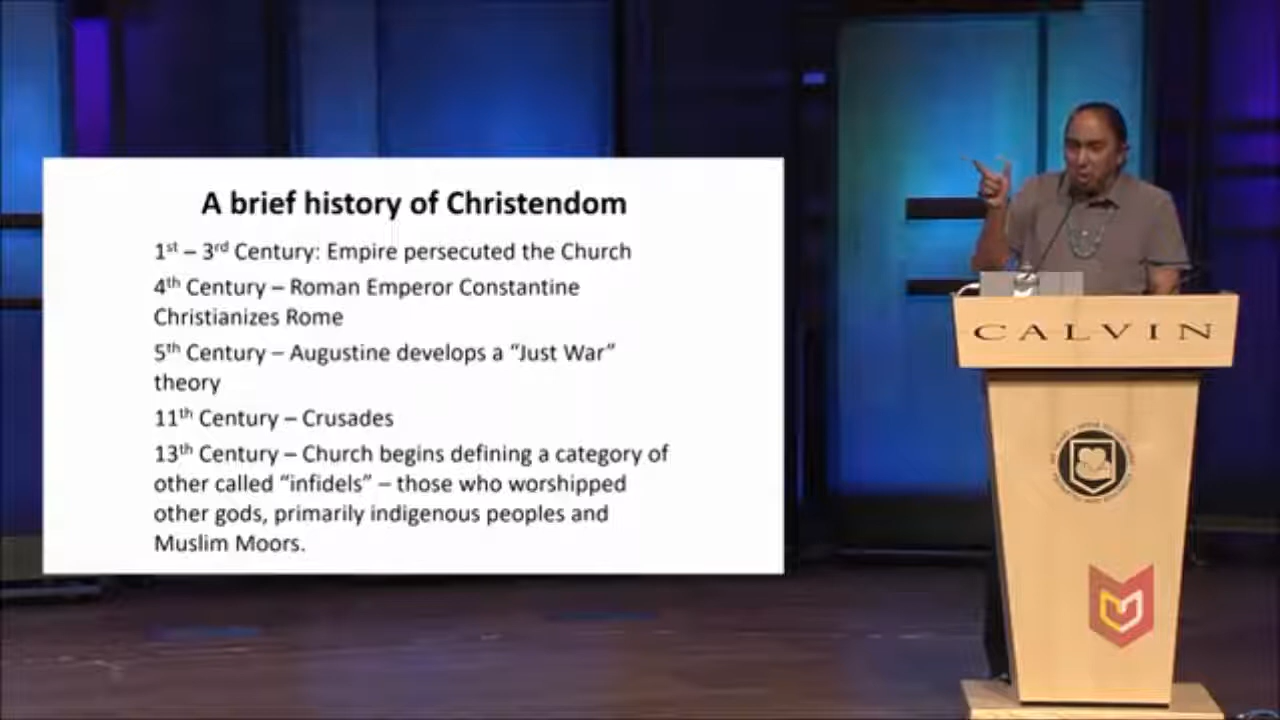 A brief history of Christendom
1st – 3rd Century: Empire persecuted the Church
4th Century – Roman Emperor Constantine
Christianizes Rome
5th Century – Augustine develops a “Just War”
theory
11th Century – Crusades
13th Century – Church begins defining a category of
other called “infidels” – those who worshipped
other gods, primarily indigenous peoples and
Muslim Moors.
CALVIN